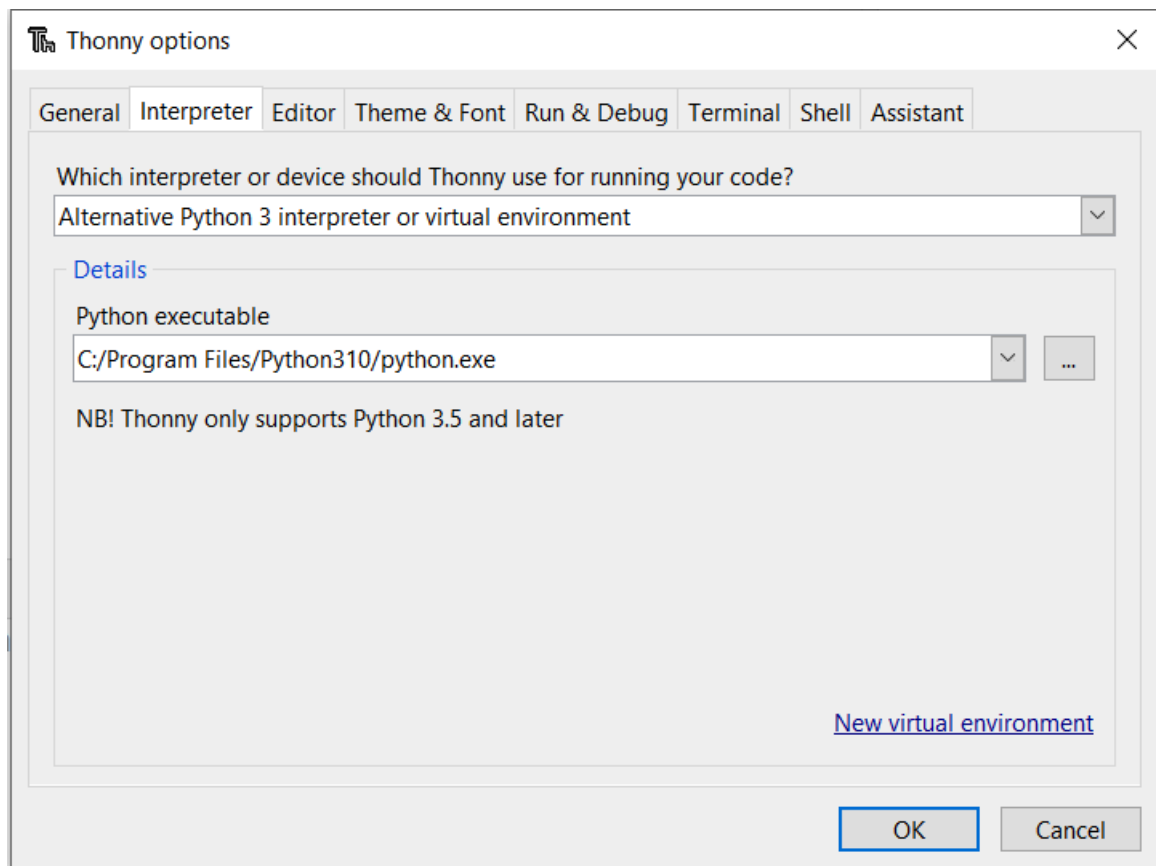 Thonny options
General Interpreter Editor Theme & Font Run & Debug Terminal Shell Assistant
Which interpreter or device should Thonny use for running your code?
Alternative Python 3 interpreter or virtual environment
Details
Python executable
C:/Program Files/Python310/python.exe
...
NB! Thonny only supports Python 3.5 and later
New virtual environment
OK Cancel